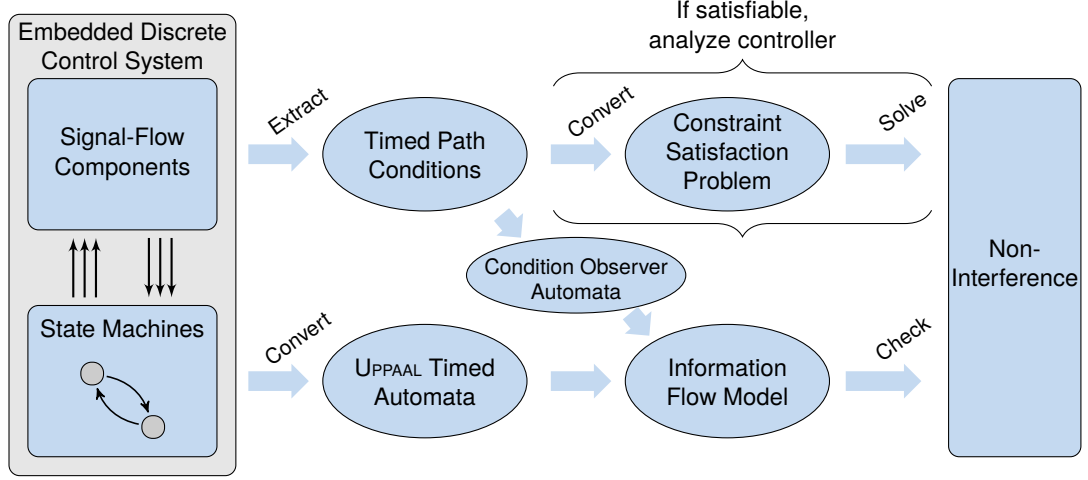 Embedded Discrete
Control System
Signal-Flow
Components
State Machines
Extract
Timed Path
Conditions
If satisfiable,
analyze controller
Convert
Constraint
Satisfaction
Problem
Solve
Condition Observer
Automata
Convert
UPPAAL Timed
Automata
Information
Flow Model
Check
Non-
Interference